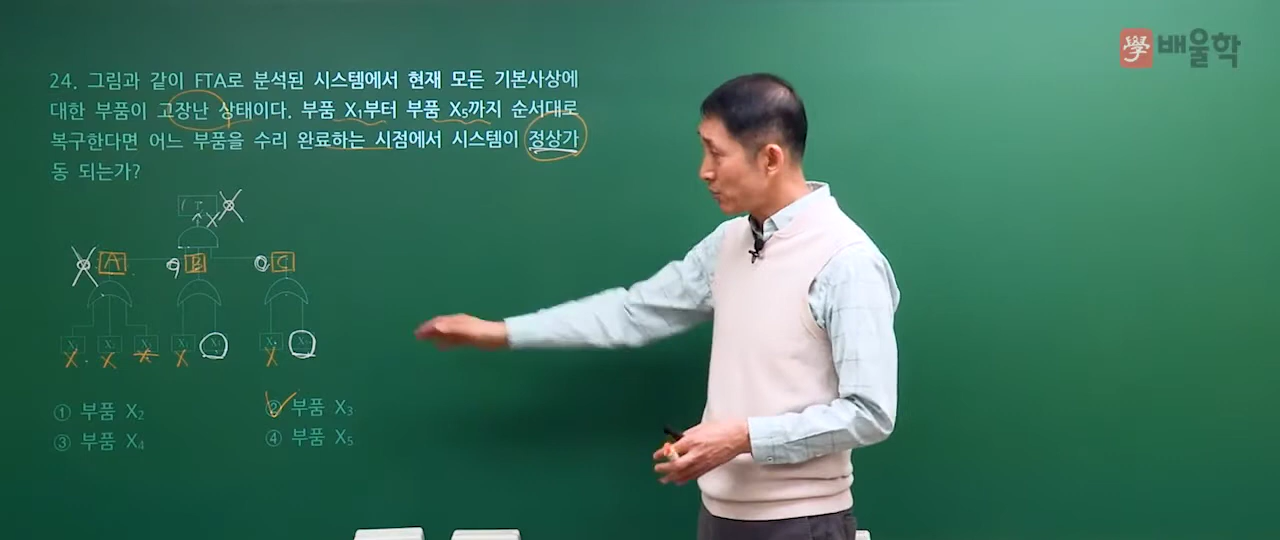 學 배울학
24. 그림과 같이 FTA로 분석된 시스템에서 현재 모든 기본사상에
대한 부품이 고장난 상태이다. 부품 X₁부터 부품 X₅까지 순서대로
복구한다면 어느 부품을 수리 완료하는 시점에서 시스템이 정상가
동 되는가?
A B C
① 부품 X₂ ② 부품 X₃
③ 부품 X₄ ④ 부품 X₅